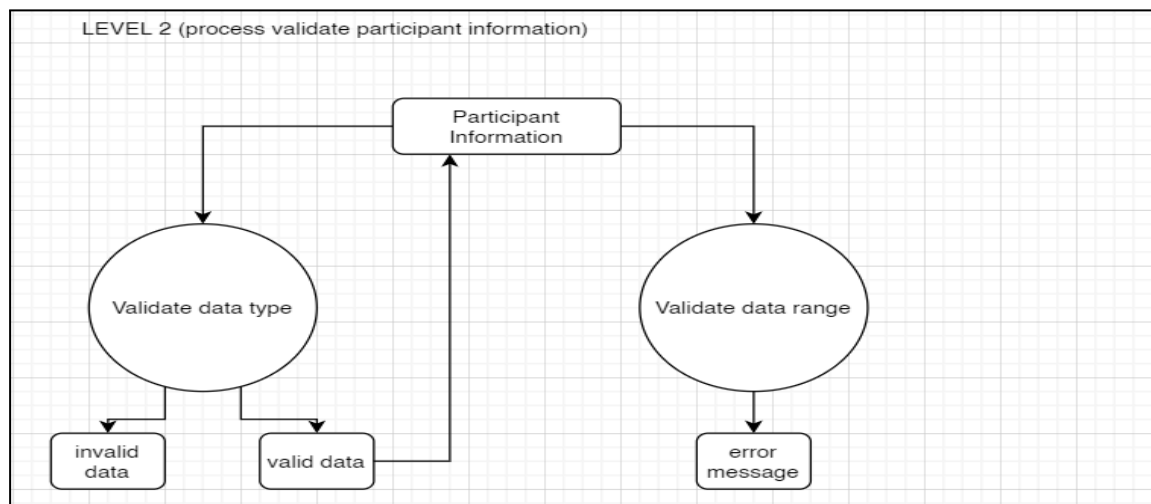 LEVEL 2 (process validate participant information)
Participant
Information
Validate data type
Validate data range
invalid
data
valid data
error
message